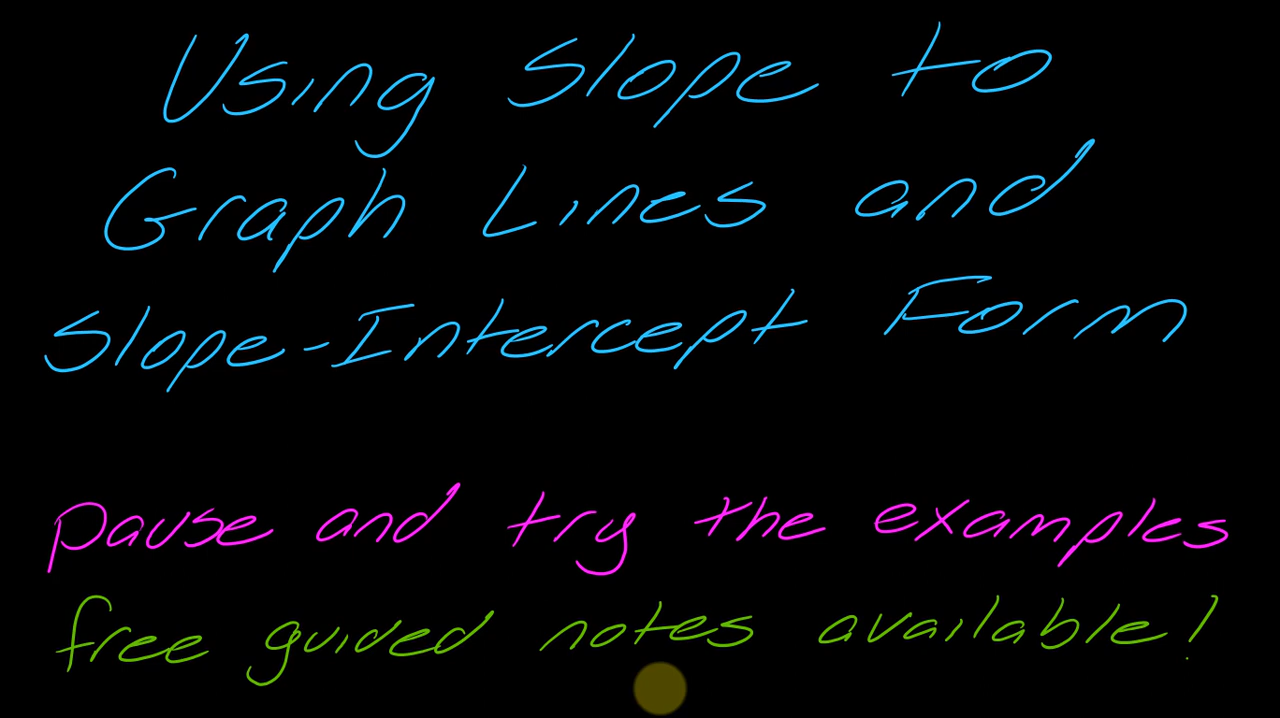 Using Slope to
Graph Lines and
Slope-Intercept Form
pause and try the examples
free guided notes available!